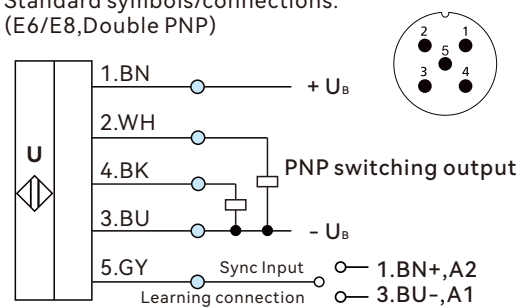 Standard symbols/connections:
(E6/E8,Double PNP)
2 1
5
3 4
1.BN
+ UB
2.WH
U
PNP switching output
4.BK
3.BU
- UB
5.GY
Sync Input
1.BN+,A2
Learning connection
3.BU-,A1